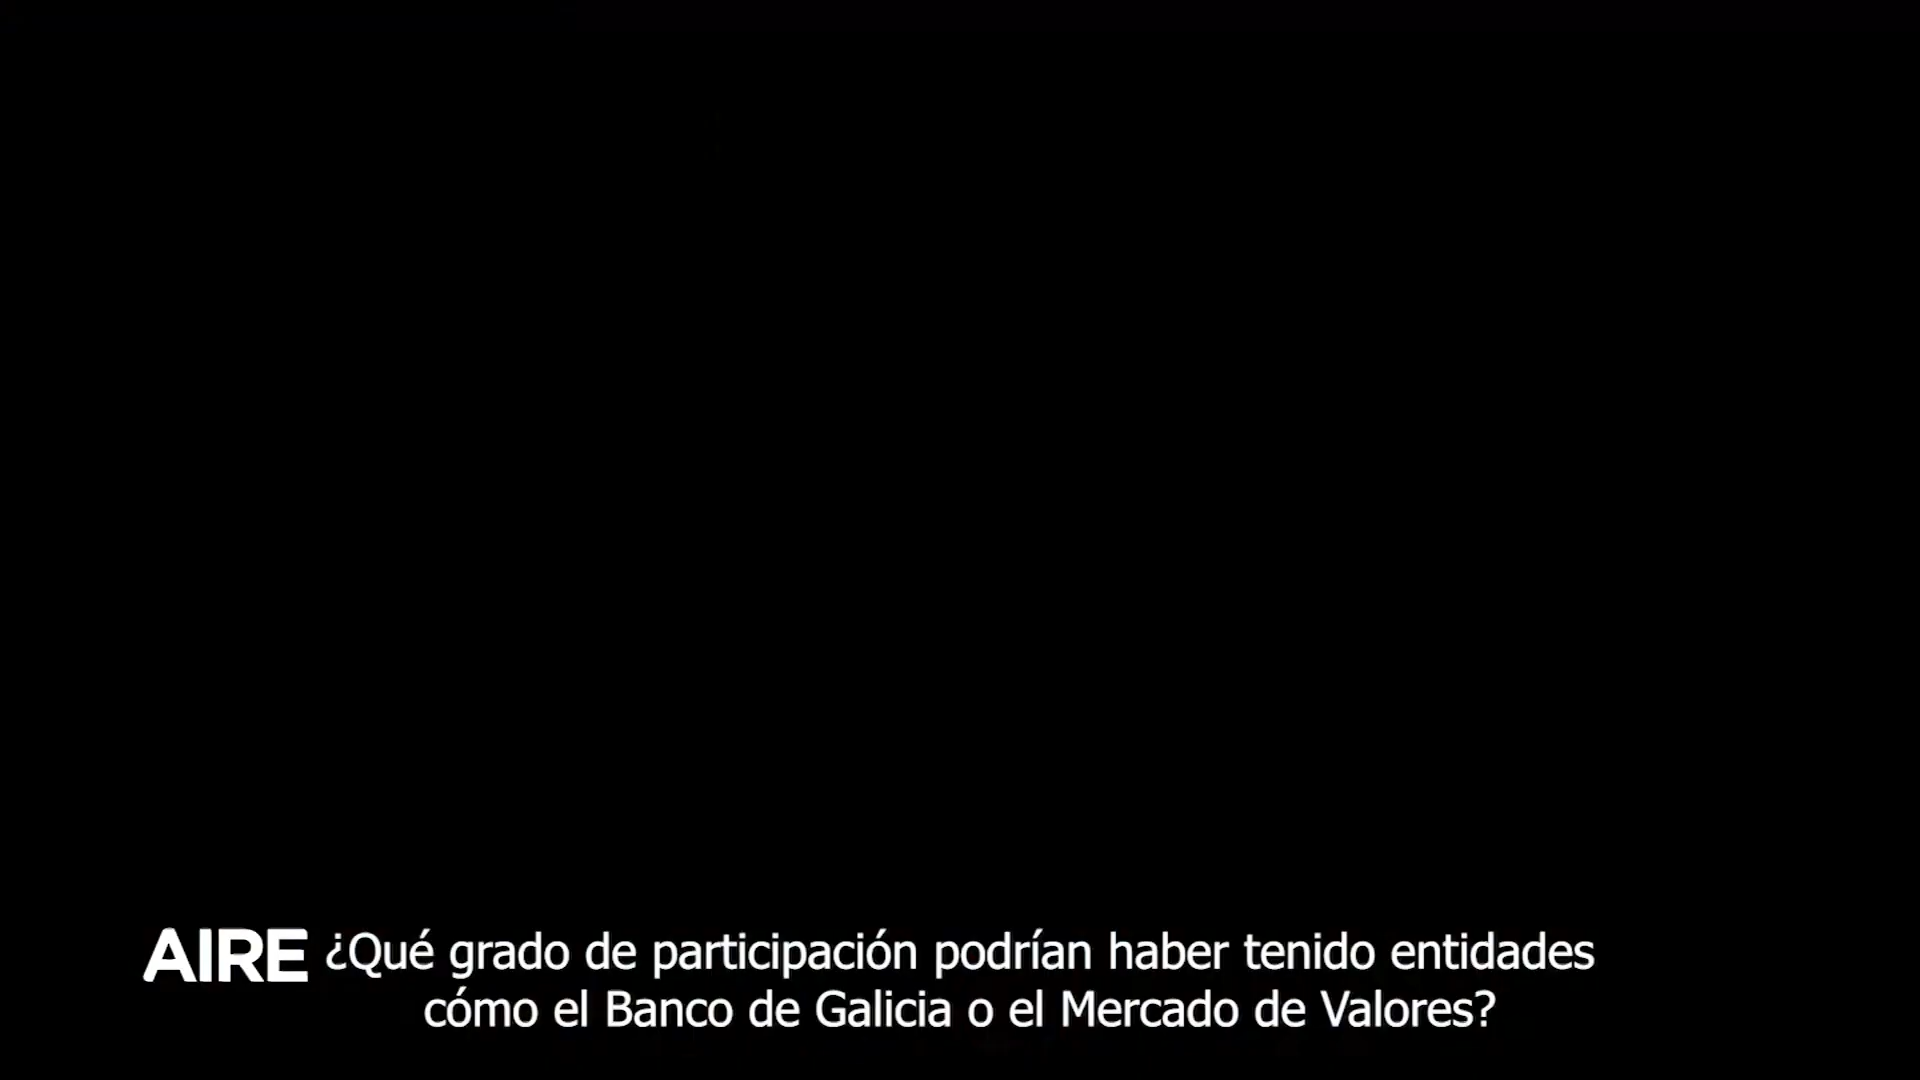 AIRE ¿Qué grado de participación podrían haber tenido entidades
cómo el Banco de Galicia o el Mercado de Valores?